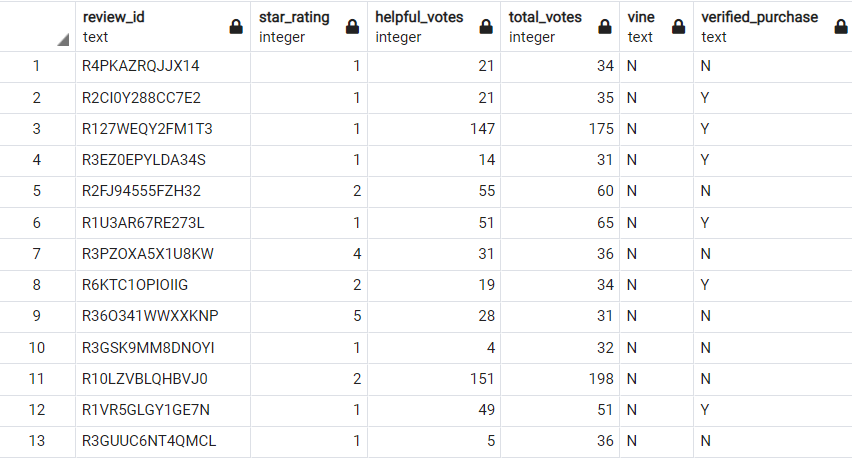 review_id star_rating helpful_votes total_votes vine verified_purchase
text integer integer integer text text
1 R4PKAZRQJJX14 1 21 34 N N
2 R2CI0Y288CC7E2 1 21 35 N Y
3 R127WEQY2FM1T3 1 147 175 N Y
4 R3EZ0EPYLDA34S 1 14 31 N Y
5 R2FJ94555FZH32 2 55 60 N N
6 R1U3AR67RE273L 1 51 65 N Y
7 R3PZOXA5X1U8KW 4 31 36 N N
8 R6KTC1OPIOIIG 2 19 34 N Y
9 R36O341WWXXKNP 5 28 31 N N
10 R3GSK9MM8DNOYI 1 4 32 N N
11 R10LZVBLQHBVJ0 2 151 198 N N
12 R1VR5GLGY1GE7N 1 49 51 N Y
13 R3GUUC6NT4QMCL 1 5 36 N N